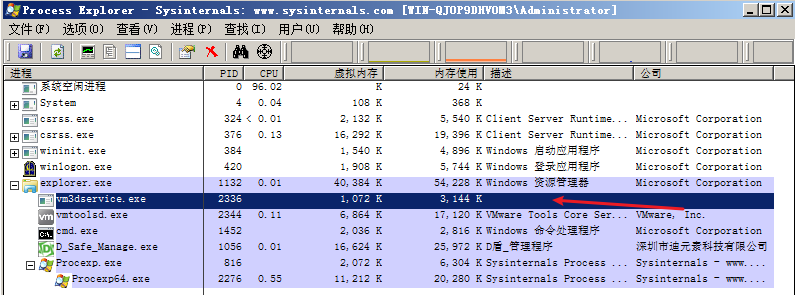 Process Explorer - Sysinternals: www.sysinternals.com [WIN-QJOP9DHVOM3\Administrator]
文件(F) 选项(O) 查看(V) 进程(P) 查找(I) 用户(U) 帮助(H)
进程 PID CPU 虚拟内存 内存使用 描述 公司
系统空闲进程 0 96.02 K 24 K
System 4 0.04 108 K 368 K
csrss.exe 324 < 0.01 2,132 K 5,540 K Client Server Runtime... Microsoft Corporation
csrss.exe 376 0.13 16,292 K 19,396 K Client Server Runtime... Microsoft Corporation
wininit.exe 384 1,540 K 4,896 K Windows 启动应用程序 Microsoft Corporation
winlogon.exe 420 1,908 K 5,744 K Windows 登录应用程序 Microsoft Corporation
explorer.exe 1132 0.01 40,384 K 54,228 K Windows 资源管理器 Microsoft Corporation
vm3dservice.exe 2336 1,072 K 3,144 K
vm vmtoolsd.exe 2344 0.11 6,864 K 17,120 K VMware Tools Core Ser... VMware, Inc.
C:\. cmd.exe 1452 2,036 K 2,816 K Windows 命令处理程序 Microsoft Corporation
D_Safe_Manage.exe 1056 0.01 16,624 K 25,972 K D盾_管理程序 深圳市迪元素科技有限公司
Procexp.exe 816 2,072 K 6,304 K Sysinternals Process ... Sysinternals - www....
Procexp64.exe 2276 0.55 11,212 K 20,280 K Sysinternals Process ... Sysinternals - www....